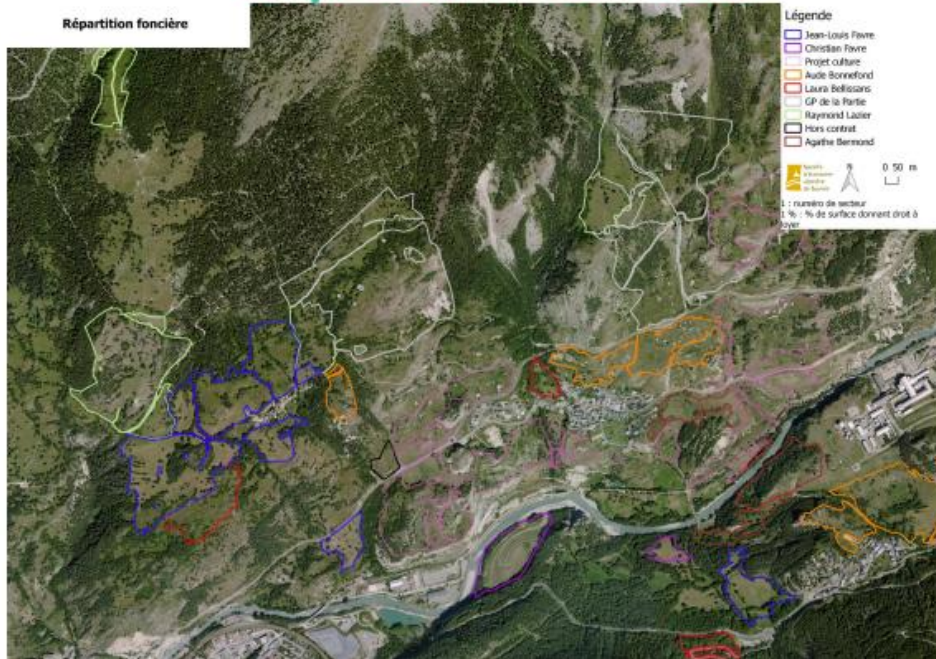 Répartition foncière
Légende
Jean-Louis Favre
Christian Favre
Projet culture
Aude Bonnefond
Laura Bellissans
GP de la Partie
Raymond Lazier
Hors contrat
Agathe Bermond
N
0 50 m
1 : numéro de secteur
1 % : % de surface donnant droit à
loyer